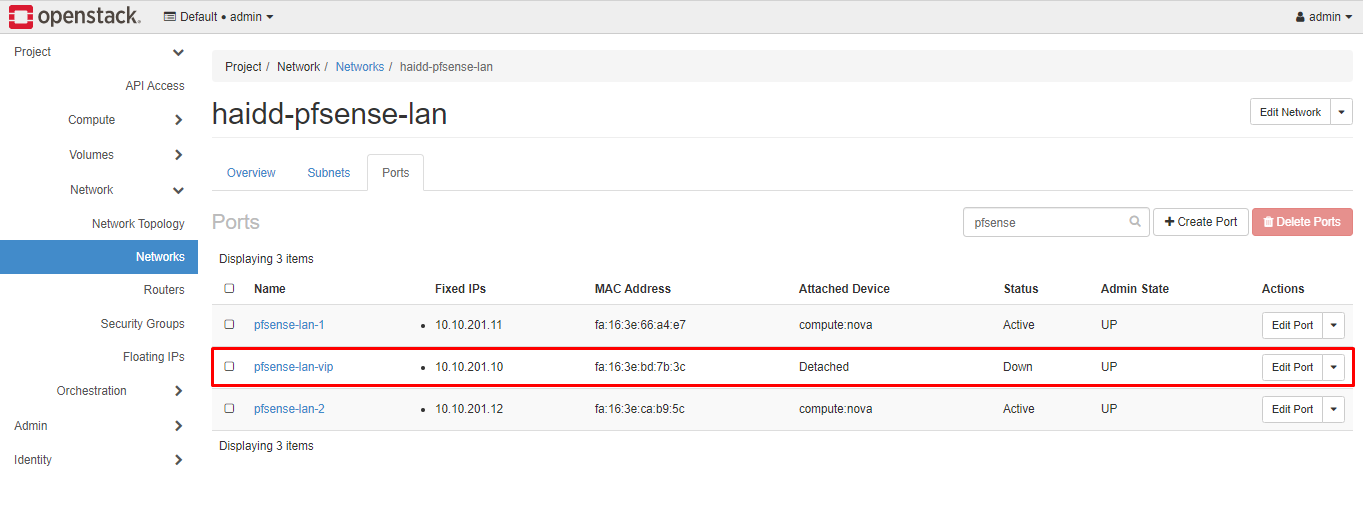 openstack. Default • admin admin
Project
API Access
Compute
Volumes
Network
Network Topology
Networks
Routers
Security Groups
Floating IPs
Orchestration
Admin
Identity
Project / Network / Networks / haidd-pfsense-lan
haidd-pfsense-lan Edit Network
Overview Subnets Ports
Ports pfsense Create Port Delete Ports
Displaying 3 items
Name Fixed IPs MAC Address Attached Device Status Admin State Actions
pfsense-lan-1 • 10.10.201.11 fa:16:3e:66:a4:e7 compute:nova Active UP Edit Port
pfsense-lan-vip • 10.10.201.10 fa:16:3e:bd:7b:3c Detached Down UP Edit Port
pfsense-lan-2 • 10.10.201.12 fa:16:3e:ca:b9:5c compute:nova Active UP Edit Port
Displaying 3 items